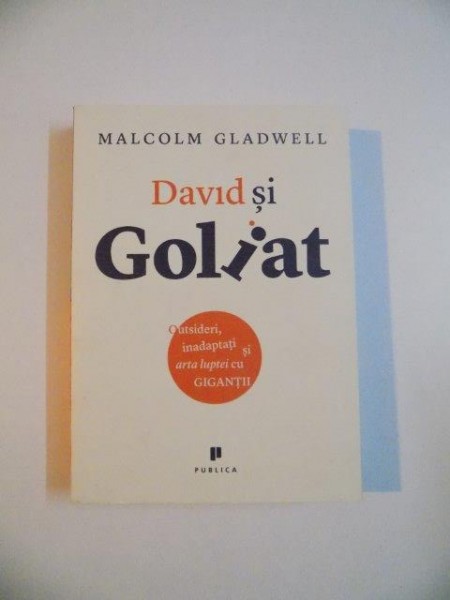 MALCOLM GLADWELL
David și
Goliat
Outsideri,
inadaptați și
arta luptei cu
GIGANȚII
P
PUBLICA